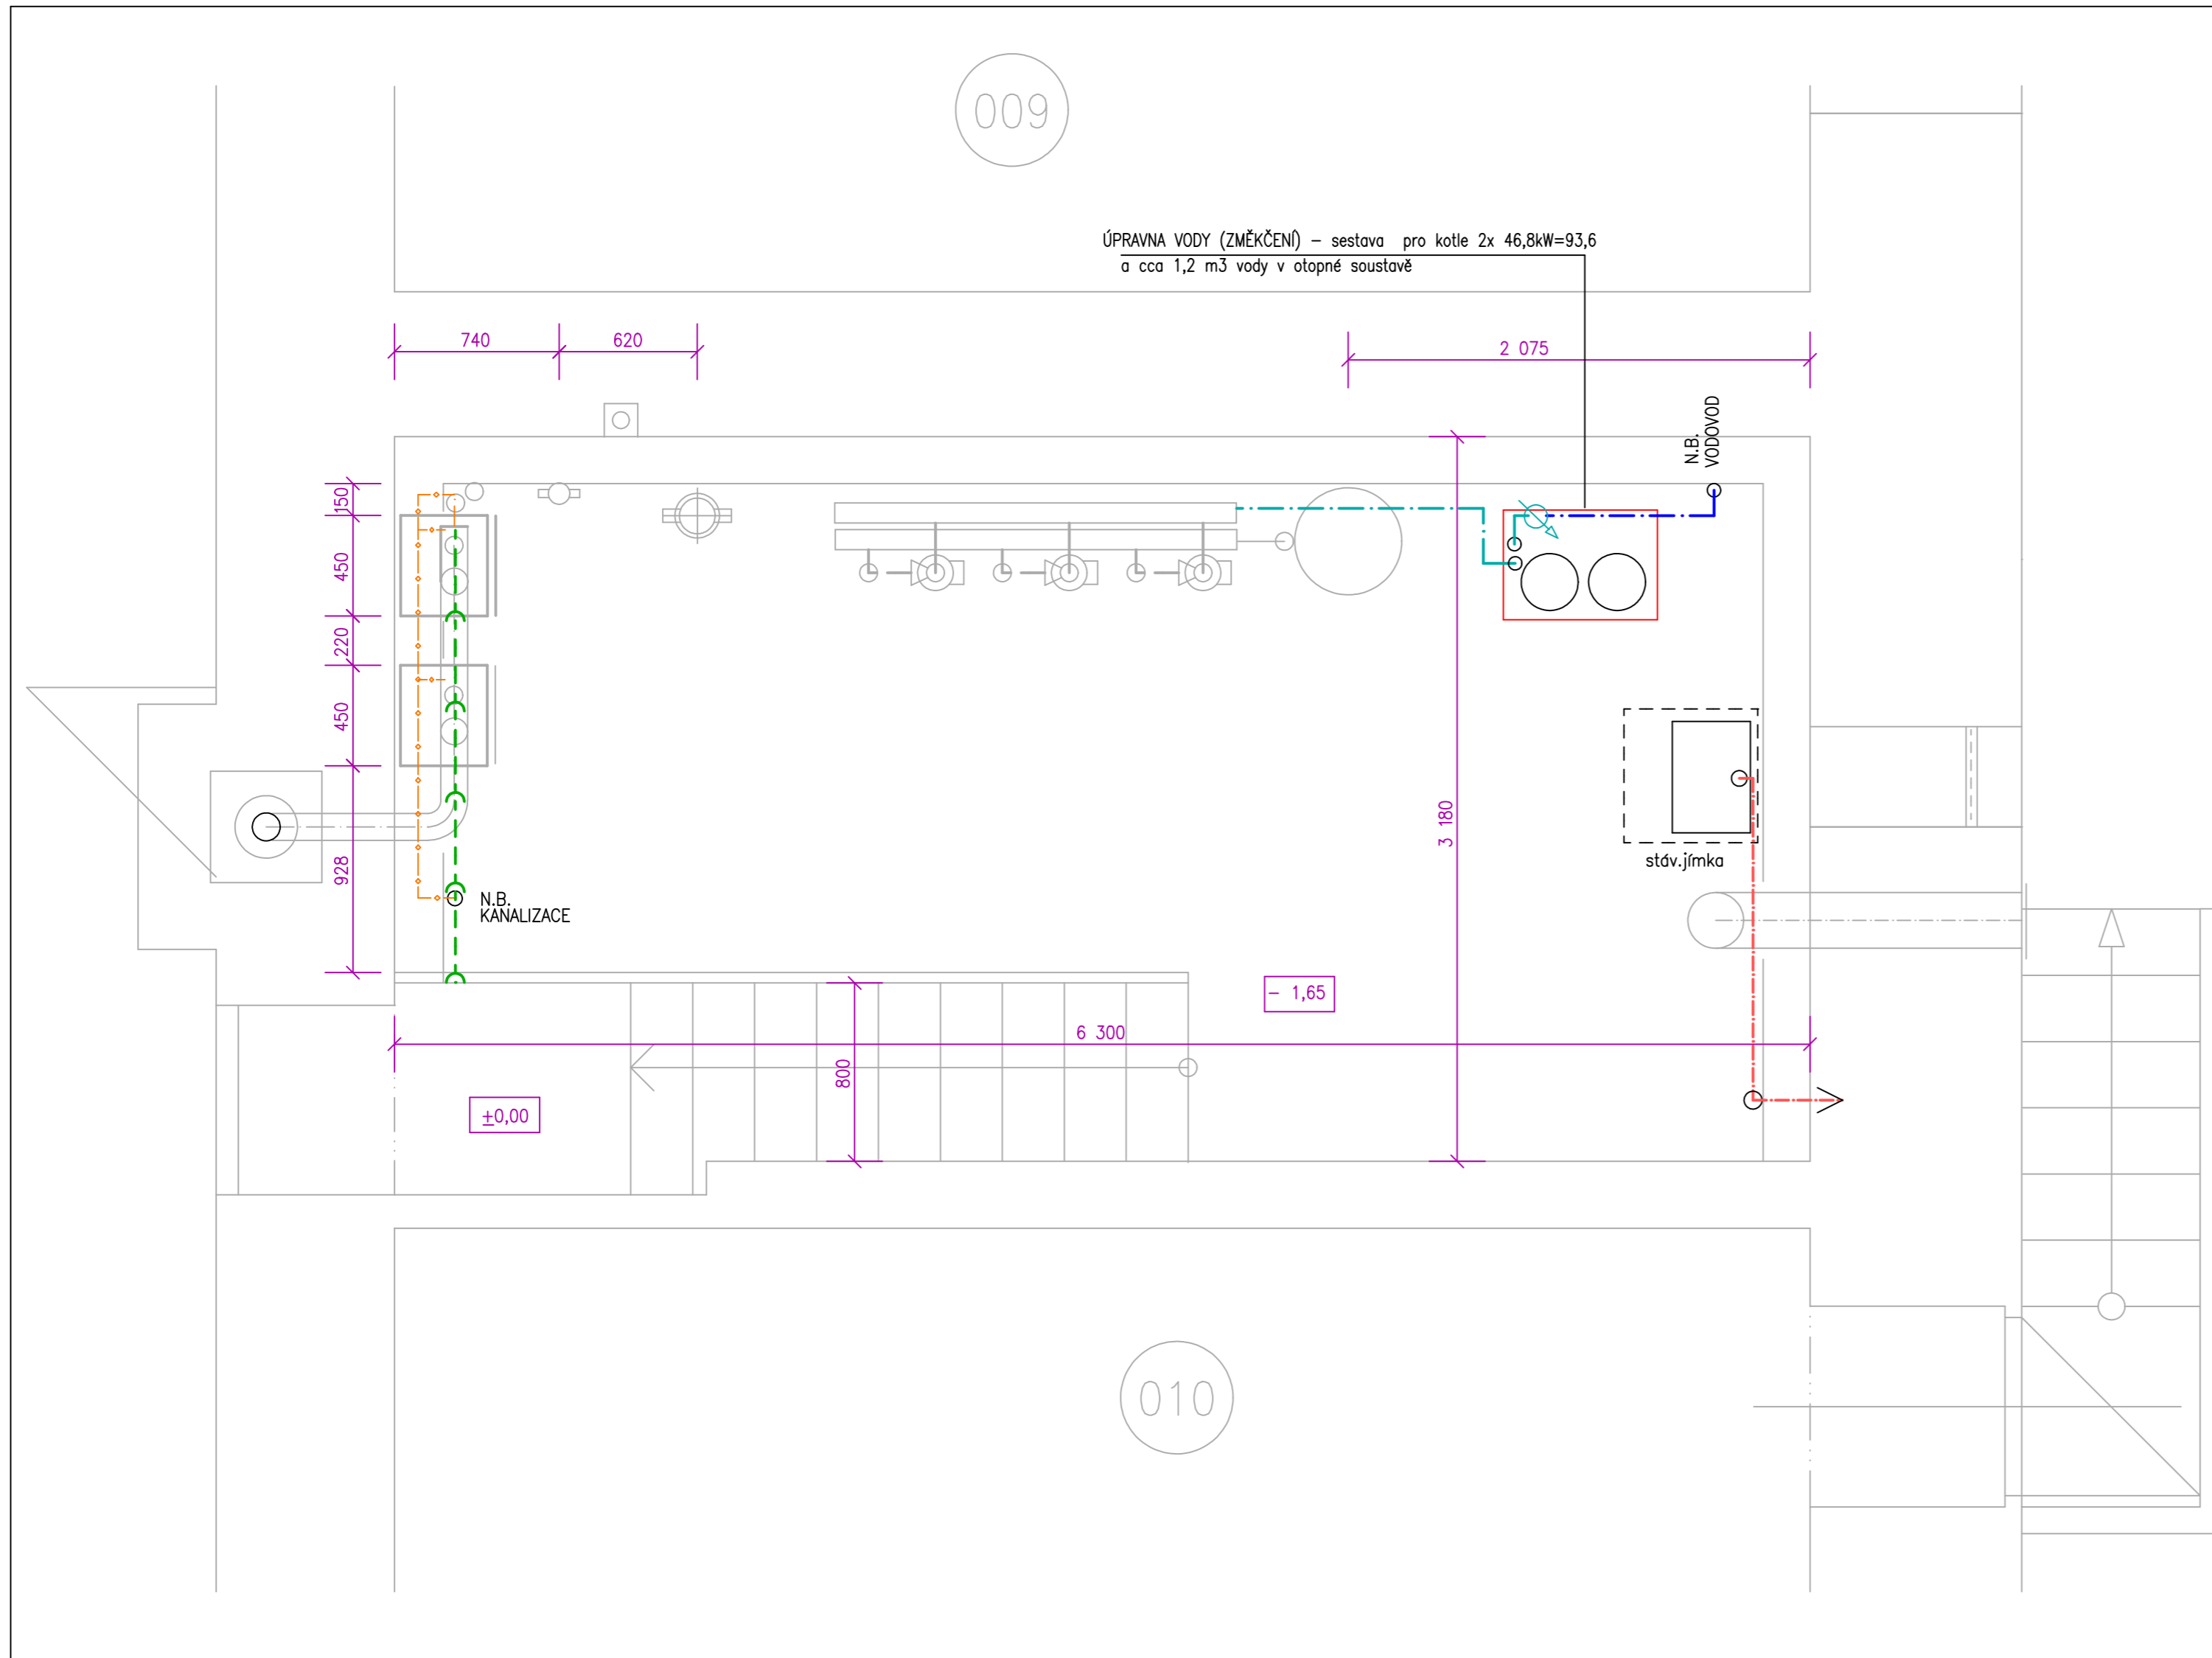 009
ÚPRAVNA VODY (ZMĚKČENÍ) – sestava pro kotle 2x 46,8kW=93,6
a cca 1,2 m3 vody v otopné soustavě
740
620
2 075
N.B.
VODOVOD
150
450
220
450
928
3 180
stáv.jímka
N.B.
KANALIZACE
– 1,65
6 300
800
±0,00
010